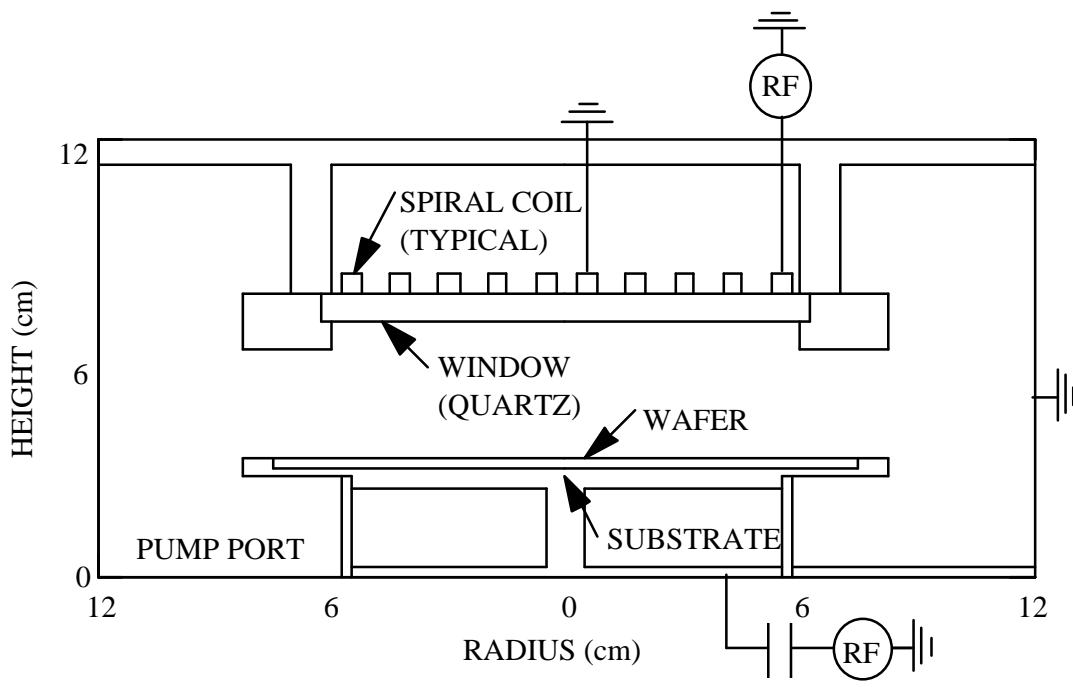 RF
12
SPIRAL COIL
(TYPICAL)
HEIGHT (cm)
6
WINDOW
(QUARTZ)
WAFER
SUBSTRATE
PUMP PORT
0
12
6
0
6
12
RADIUS (cm)
RF